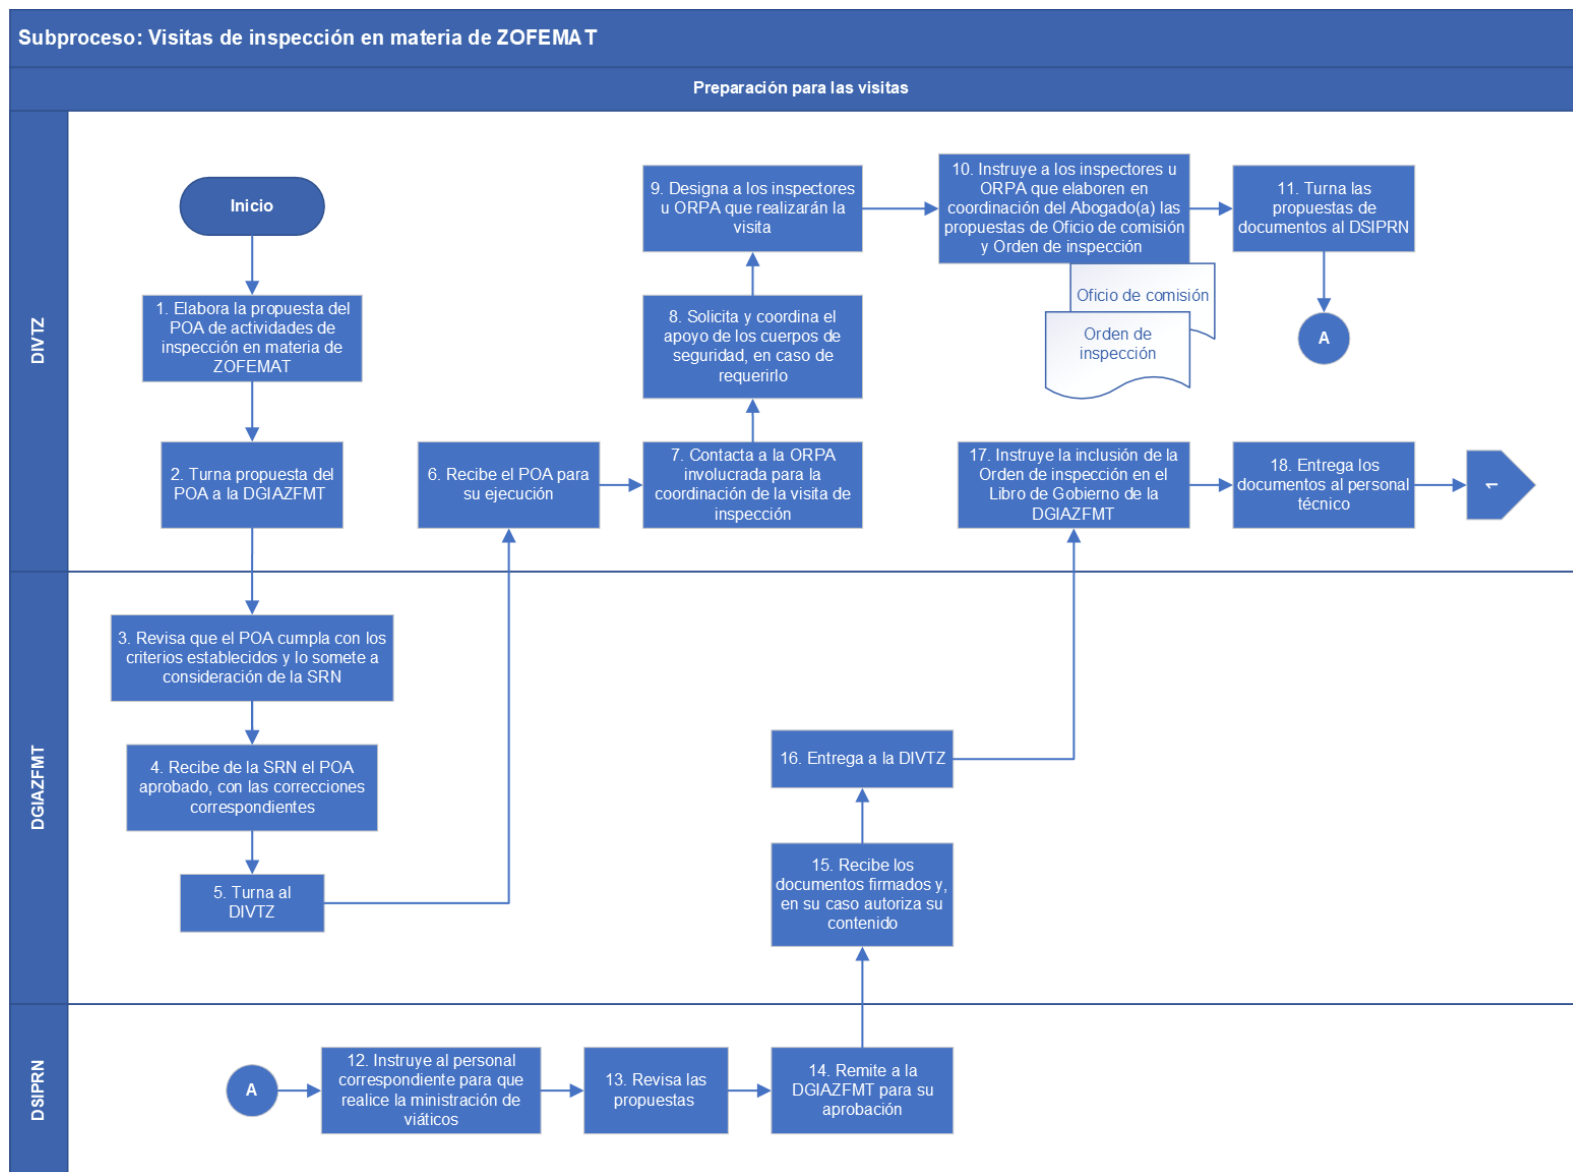 Subproceso: Visitas de inspección en materia de ZOFEMAT
Preparación para las visitas
DIVTZ
Inicio
1. Elabora la propuesta del
POA de actividades de
inspección en materia de
ZOFEMAT
2. Turna propuesta del
POA a la DGIAZFMT
6. Recibe el POA para
su ejecución
7. Contacta a la ORPA
involucrada para la
coordinación de la visita de
inspección
8. Solicita y coordina el
apoyo de los cuerpos de
seguridad, en caso de
requerirlo
9. Designa a los inspectores
u ORPA que realizarán la
visita
10. Instruye a los inspectores u
ORPA que elaboren en
coordinación del Abogado(a) las
propuestas de Oficio de comisión
y Orden de inspección
Oficio de comisión
Orden de
inspección
11. Turna las
propuestas de
documentos al DSIPRN
A
17. Instruye la inclusión de la
Orden de inspección en el
Libro de Gobierno de la
DGIAZFMT
18. Entrega los
documentos al personal
técnico
1
DGIAZFMT
3. Revisa que el POA cumpla con los
criterios establecidos y lo somete a
consideración de la SRN
4. Recibe de la SRN el POA
aprobado, con las correcciones
correspondientes
5. Turna al
DIVTZ
16. Entrega a la DIVTZ
15. Recibe los
documentos firmados y,
en su caso autoriza su
contenido
DSIPRN
A
12. Instruye al personal
correspondiente para que
realice la ministración de
viáticos
13. Revisa las
propuestas
14. Remite a la
DGIAZFMT para su
aprobación